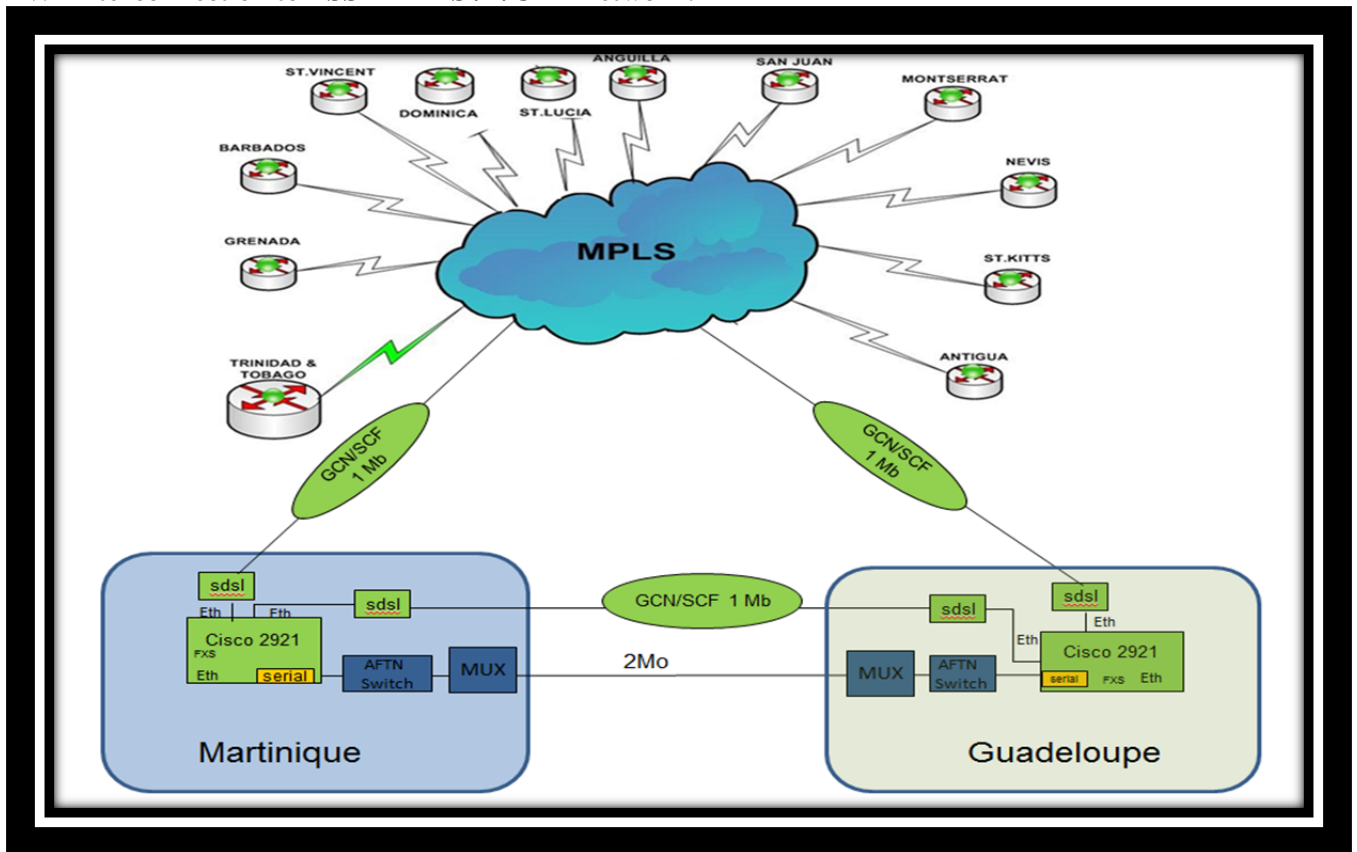 ANGUILLA
SAN JUAN
ST.VINCENT
MONTSERRAT
DOMINICA
ST.LUCIA
BARBADOS
NEVIS
GRENADA
MPLS
ST.KITTS
TRINIDAD &
TOBAGO
ANTIGUA
GCN/SCF
1 Mb
GCN/SCF
1 Mb
sdsl
Eth
Eth
sdsl
Cisco 2921
FXS
Eth
serial
AFTN
Switch
MUX
Martinique
GCN/SCF 1 Mb
2Mo
sdsl
sdsl
Eth
Eth
Cisco 2921
MUX
AFTN
Switch
serial
FXS
Eth
Guadeloupe